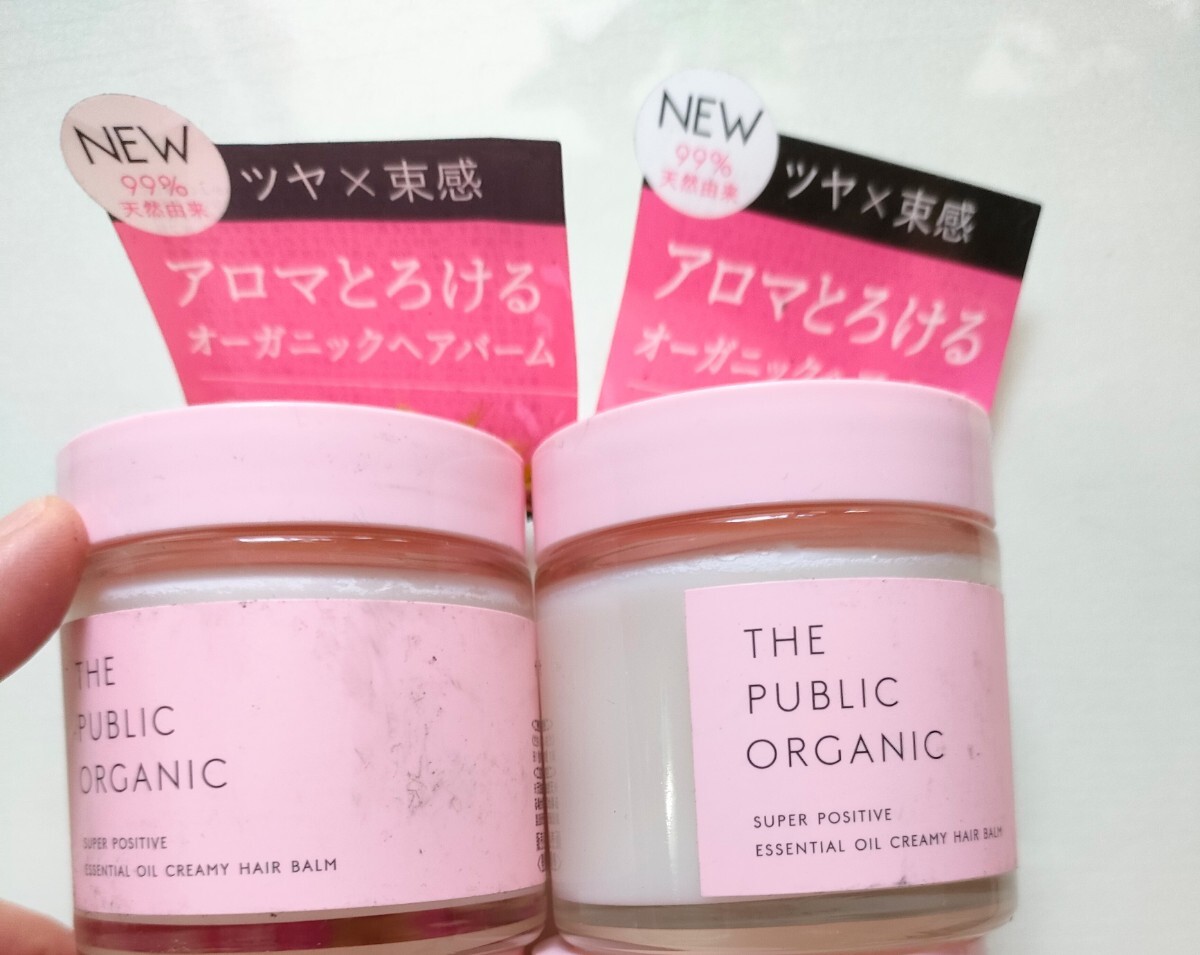 NEW
99%
天然由来
ツヤ×束感
アロマとろける
オーガニックヘアバーム
NEW
99%
天然由来
ツヤ×束感
アロマとろける
オーガニック
THE
PUBLIC
ORGANIC
SUPER POSITIVE
ESSENTIAL OIL CREAMY HAIR BALM
THE
PUBLIC
ORGANIC
SUPER POSITIVE
ESSENTIAL OIL CREAMY HAIR BALM